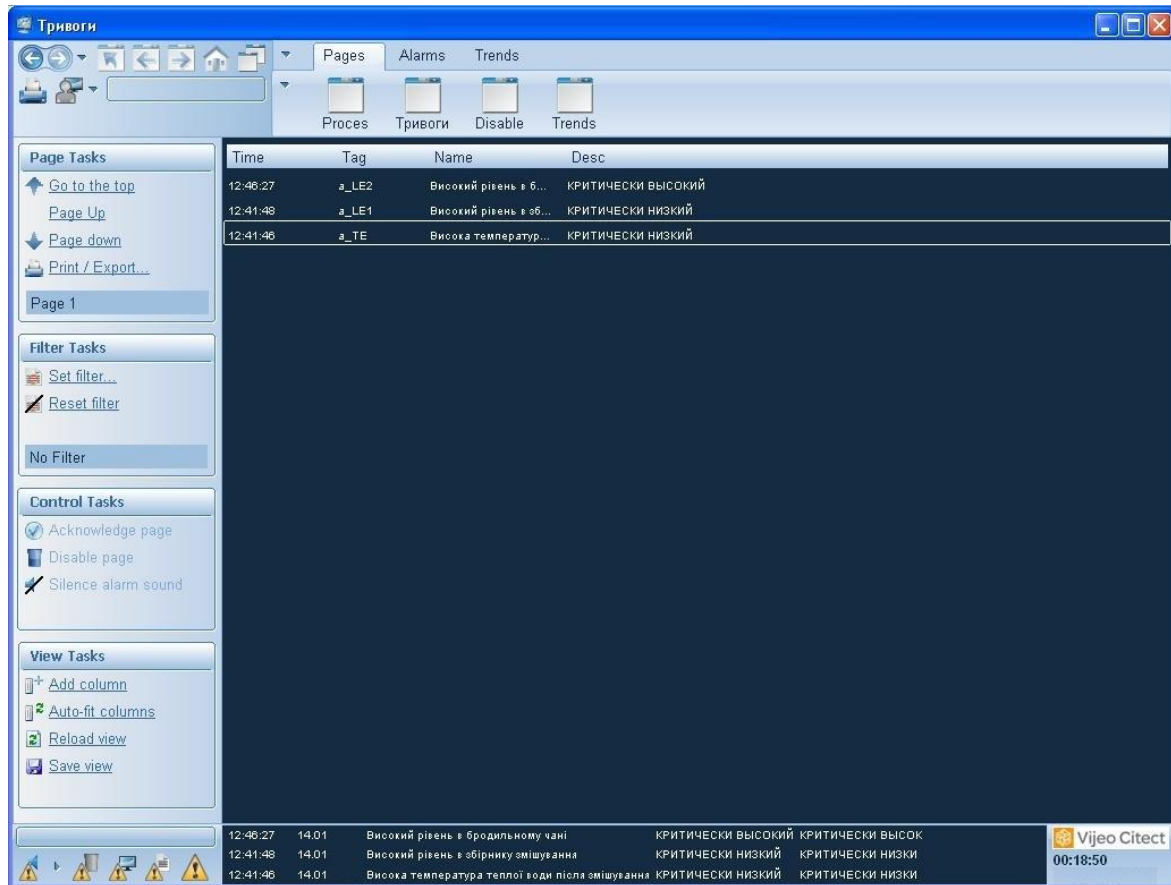 Тривоги
Pages Alarms Trends
Proces Тривоги Disable Trends
Page Tasks
Go to the top
Page Up
Page down
Print / Export...
Page 1
Filter Tasks
Set filter...
Reset filter
No Filter
Control Tasks
Acknowledge page
Disable page
Silence alarm sound
View Tasks
Add column
Auto-fit columns
Reload view
Save view
Time Tag Name Desc
12:46:27 a_LE2 Високий рівень в б... КРИТИЧЕСКИ ВЫСОКИЙ
12:41:48 a_LE1 Високий рівень в зб... КРИТИЧЕСКИ НИЗКИЙ
12:41:46 a_TE Висока температур... КРИТИЧЕСКИ НИЗКИЙ
12:46:27 14.01 Високий рівень в бродильному чані КРИТИЧЕСКИ ВЫСОКИЙ КРИТИЧЕСКИ ВЫСОК
12:41:48 14.01 Високий рівень в збірнику змішування КРИТИЧЕСКИ НИЗКИЙ КРИТИЧЕСКИ НИЗКИ
12:41:46 14.01 Висока температура теплої води після змішування КРИТИЧЕСКИ НИЗКИЙ КРИТИЧЕСКИ НИЗКИ
Vijeo Citect
00:18:50